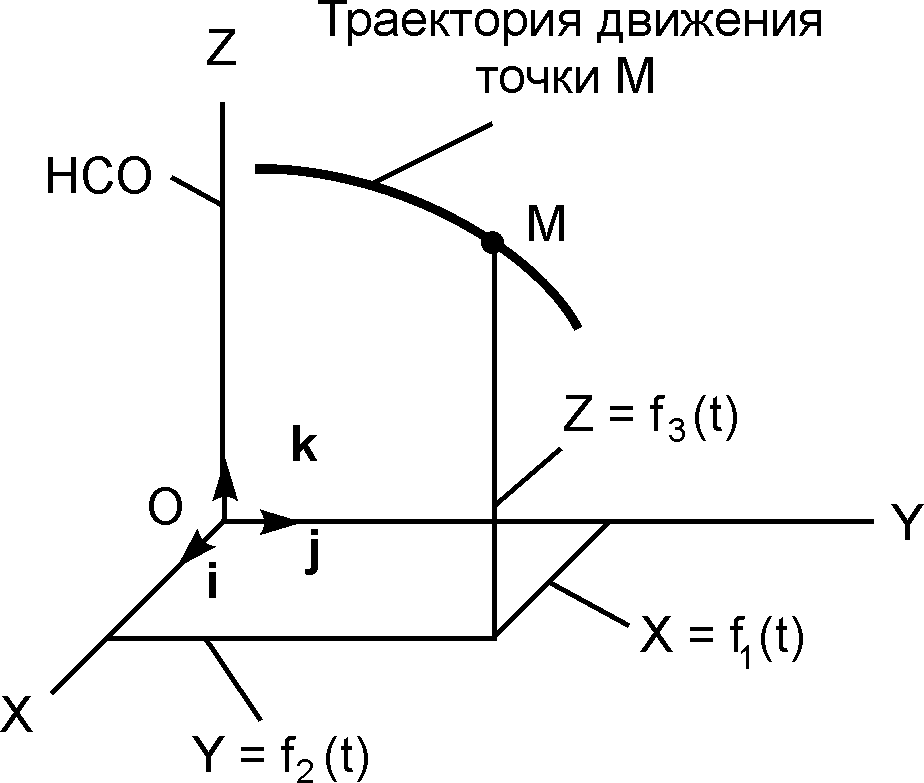 Траектория движения
точки М
Z
НСО
М
Z = f₃(t)
k
O
Y
j
i
X = f₁(t)
X
Y = f₂(t)